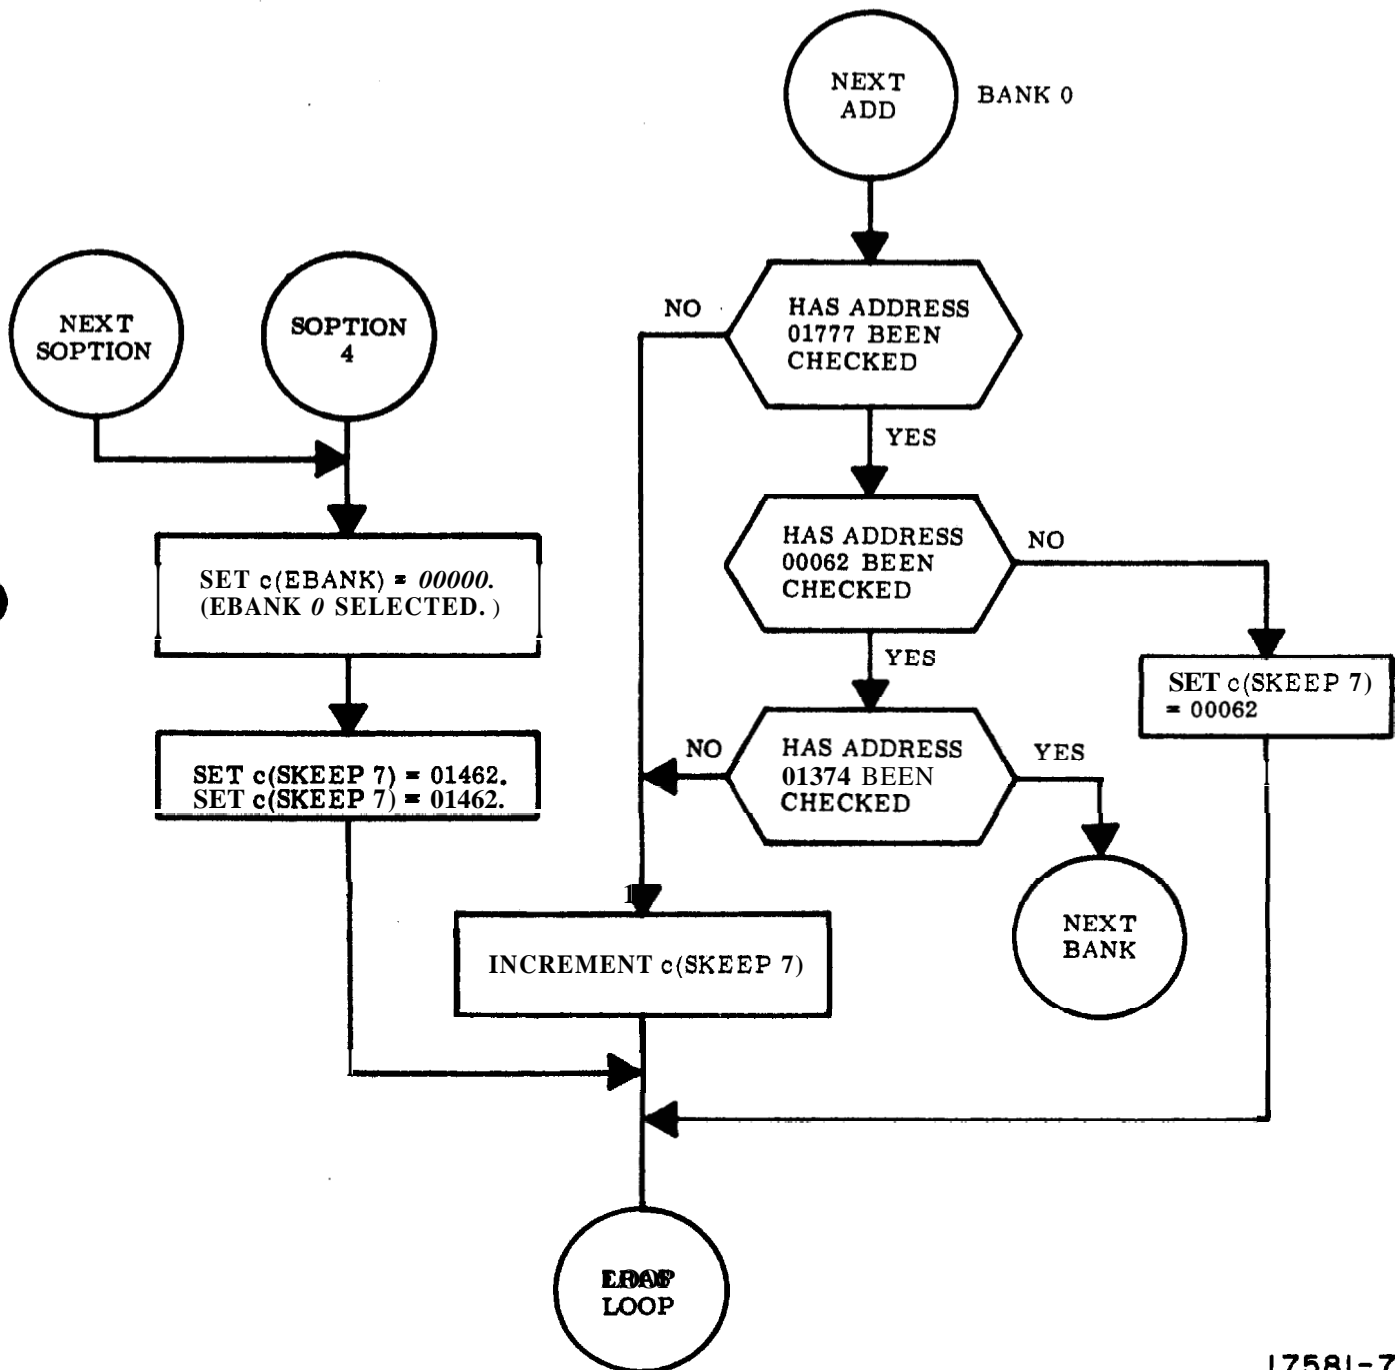 NEXT
ADD
BANK 0
NEXT
SOPTION
SOPTION
4
NO
HAS ADDRESS
01777 BEEN
CHECKED
YES
HAS ADDRESS
00062 BEEN
CHECKED
NO
SET c(EBANK) = 00000.
(EBANK 0 SELECTED. )
YES
SET c(SKEEP 7)
= 00062
SET c(SKEEP 7) = 01462.
SET c(SKEEP 7) = 01462.
NO
HAS ADDRESS
01374 BEEN
CHECKED
YES
INCREMENT c(SKEEP 7)
NEXT
BANK
LOOP
17581-7